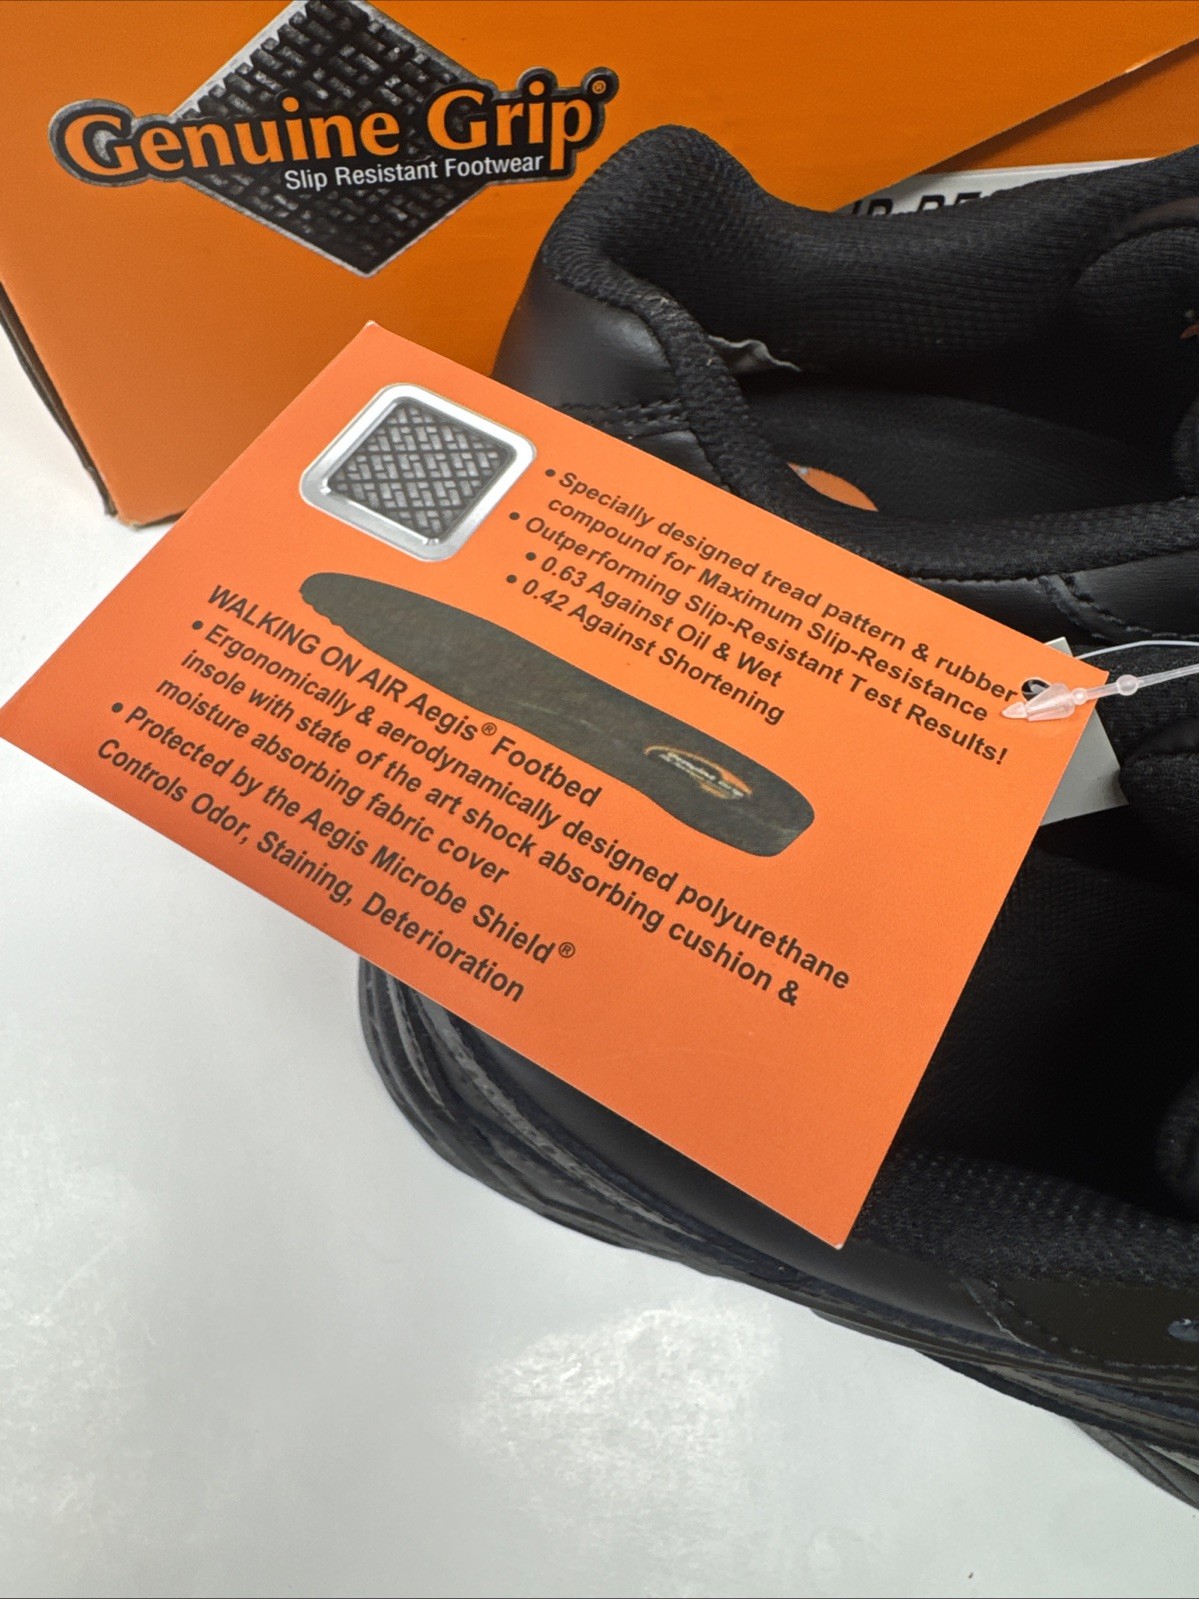 Genuine Grip®
Slip Resistant Footwear
• Specially designed tread pattern & rubber
compound for Maximum Slip-Resistance
• Outperforming Slip-Resistant Test Results!
• 0.63 Against Oil & Wet
• 0.42 Against Shortening
WALKING ON AIR Aegis® Footbed
• Ergonomically & aerodynamically designed polyurethane
insole with state of the art shock absorbing cushion &
moisture absorbing fabric cover
• Protected by the Aegis Microbe Shield®
Controls Odor, Staining, Deterioration